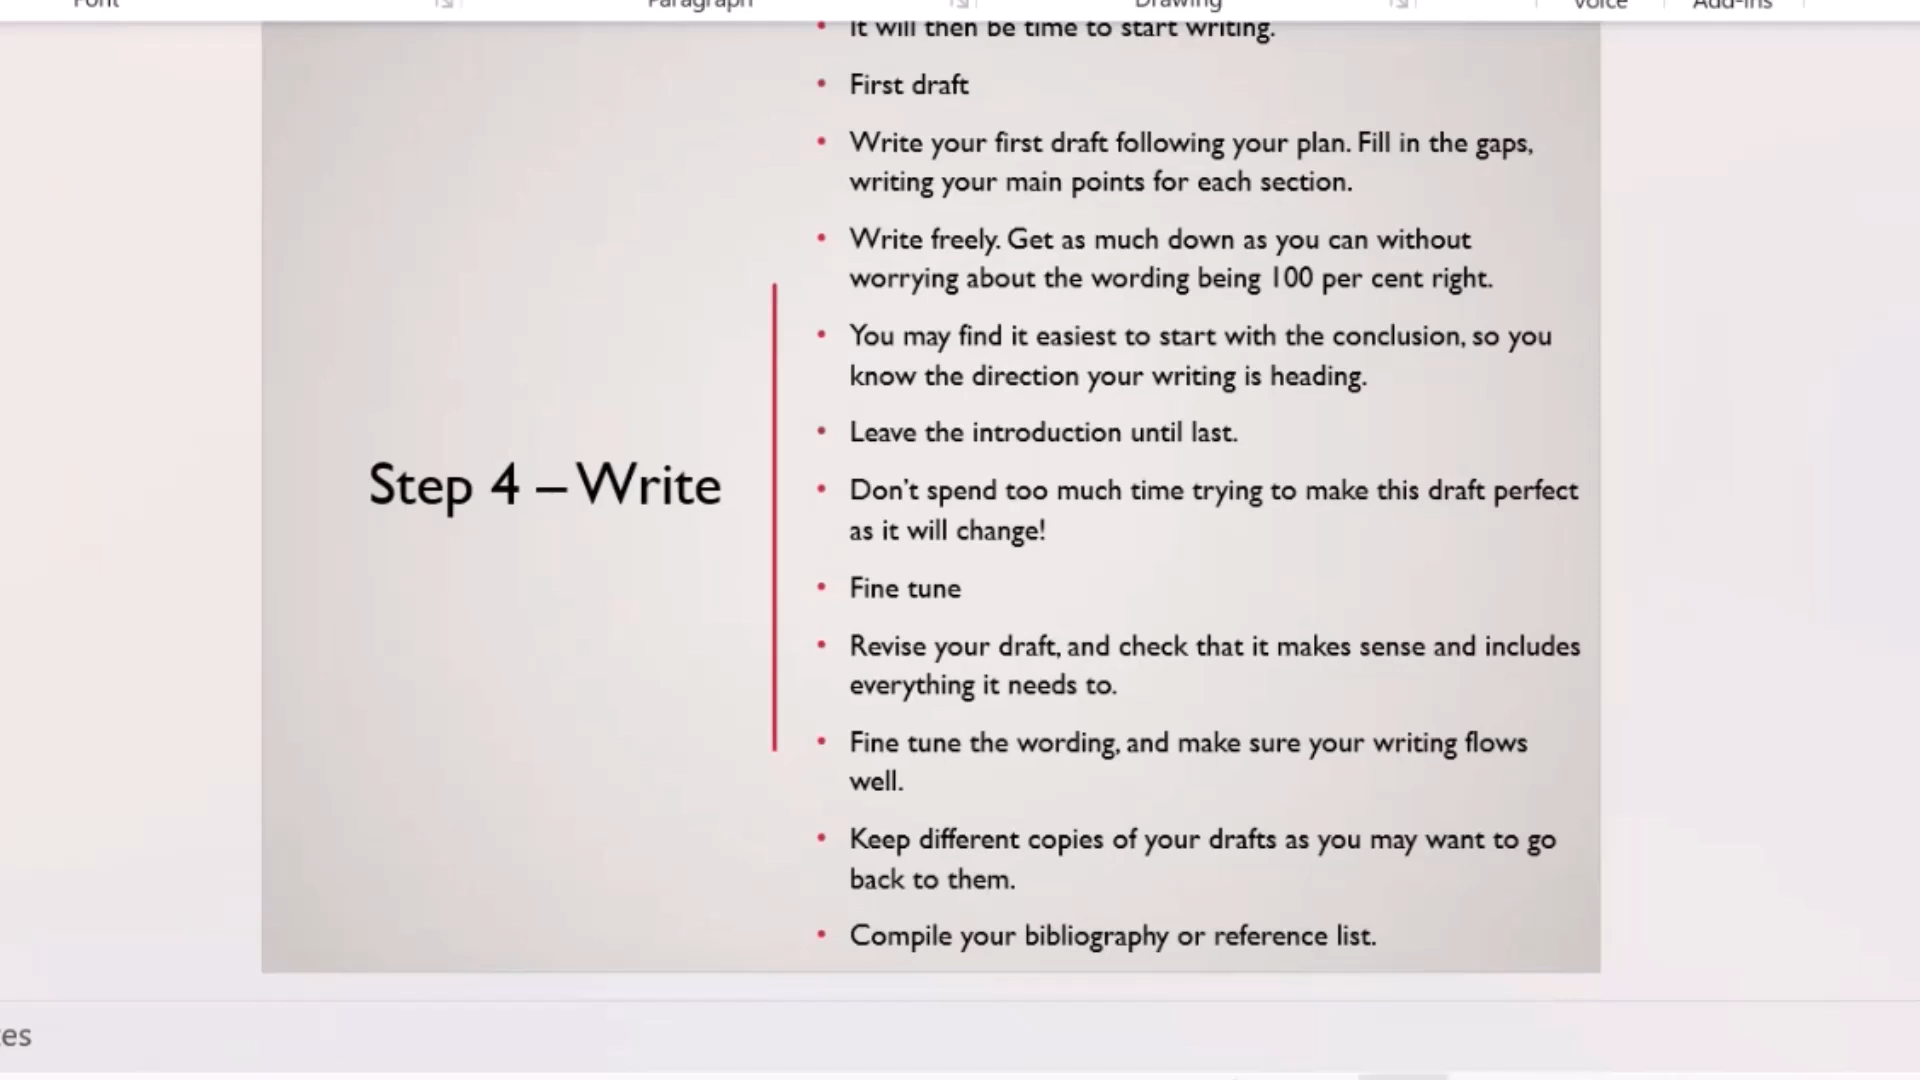 Font
Paragraph
Drawing
Voice
Add-ins
It will then be time to start writing.
First draft
Write your first draft following your plan. Fill in the gaps,
writing your main points for each section.
Write freely. Get as much down as you can without
worrying about the wording being 100 per cent right.
You may find it easiest to start with the conclusion, so you
know the direction your writing is heading.
Leave the introduction until last.
Step 4 – Write
Don’t spend too much time trying to make this draft perfect
as it will change!
Fine tune
Revise your draft, and check that it makes sense and includes
everything it needs to.
Fine tune the wording, and make sure your writing flows
well.
Keep different copies of your drafts as you may want to go
back to them.
Compile your bibliography or reference list.